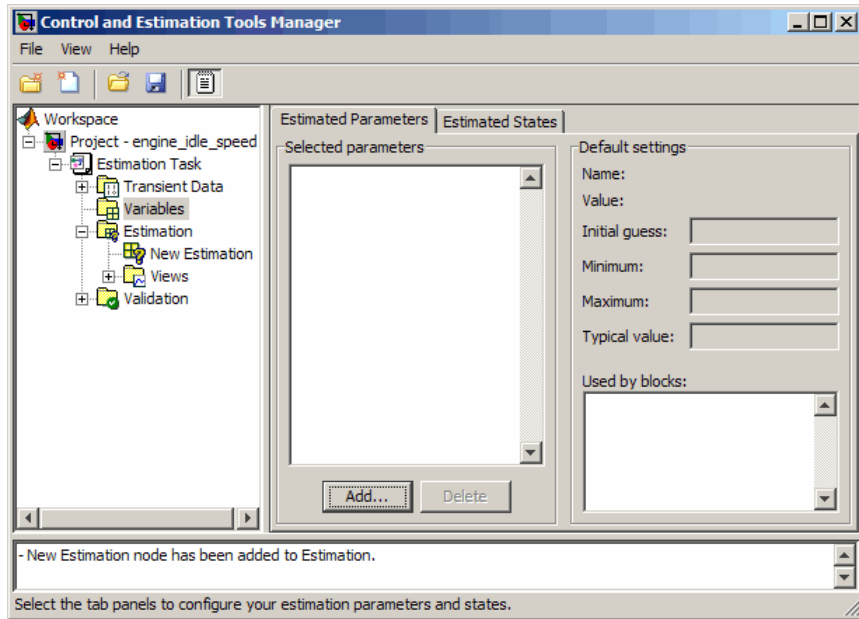 Control and Estimation Tools Manager
File View Help
Workspace
Project - engine_idle_speed
Estimation Task
Transient Data
Variables
Estimation
New Estimation
Views
Validation
Estimated Parameters
Estimated States
Selected parameters
Add...
Delete
Default settings
Name:
Value:
Initial guess:
Minimum:
Maximum:
Typical value:
Used by blocks:
- New Estimation node has been added to Estimation.
Select the tab panels to configure your estimation parameters and states.